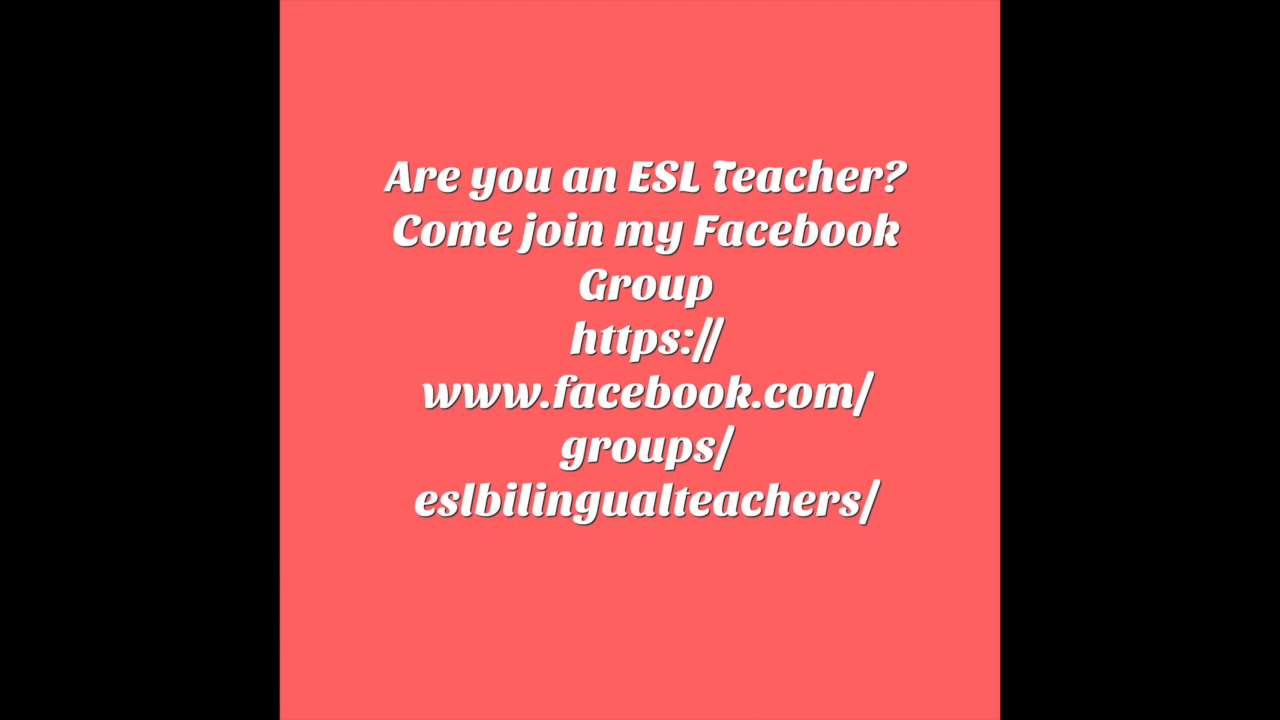 Are you an ESL Teacher?
Come join my Facebook
Group
https://
www.facebook.com/
groups/
eslbilingualteachers/